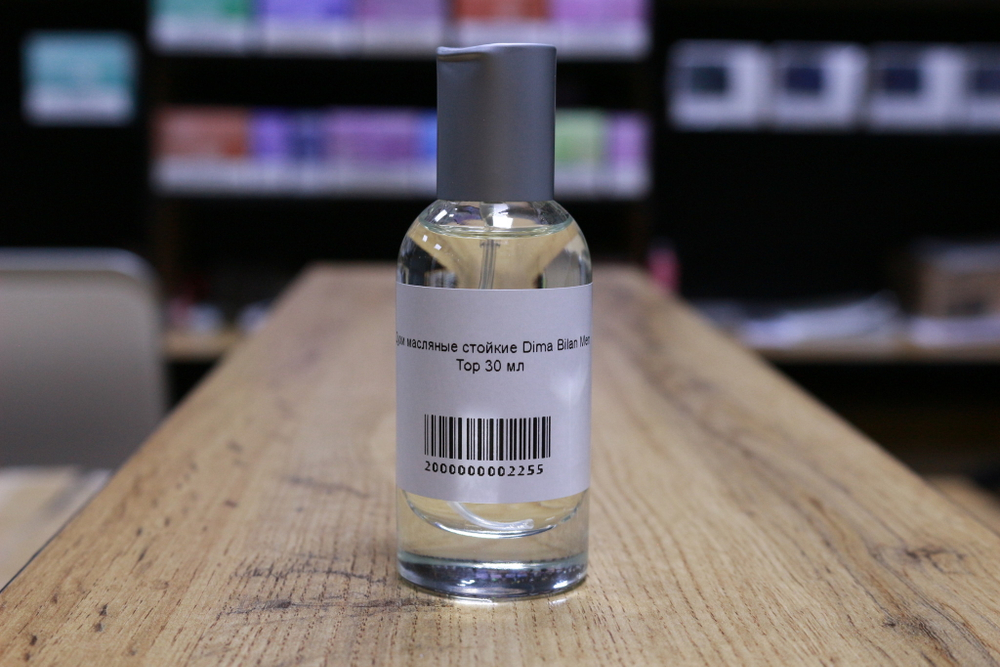 масляные стойкие Dima Bilan Men
Top 30 мл
2000000002255